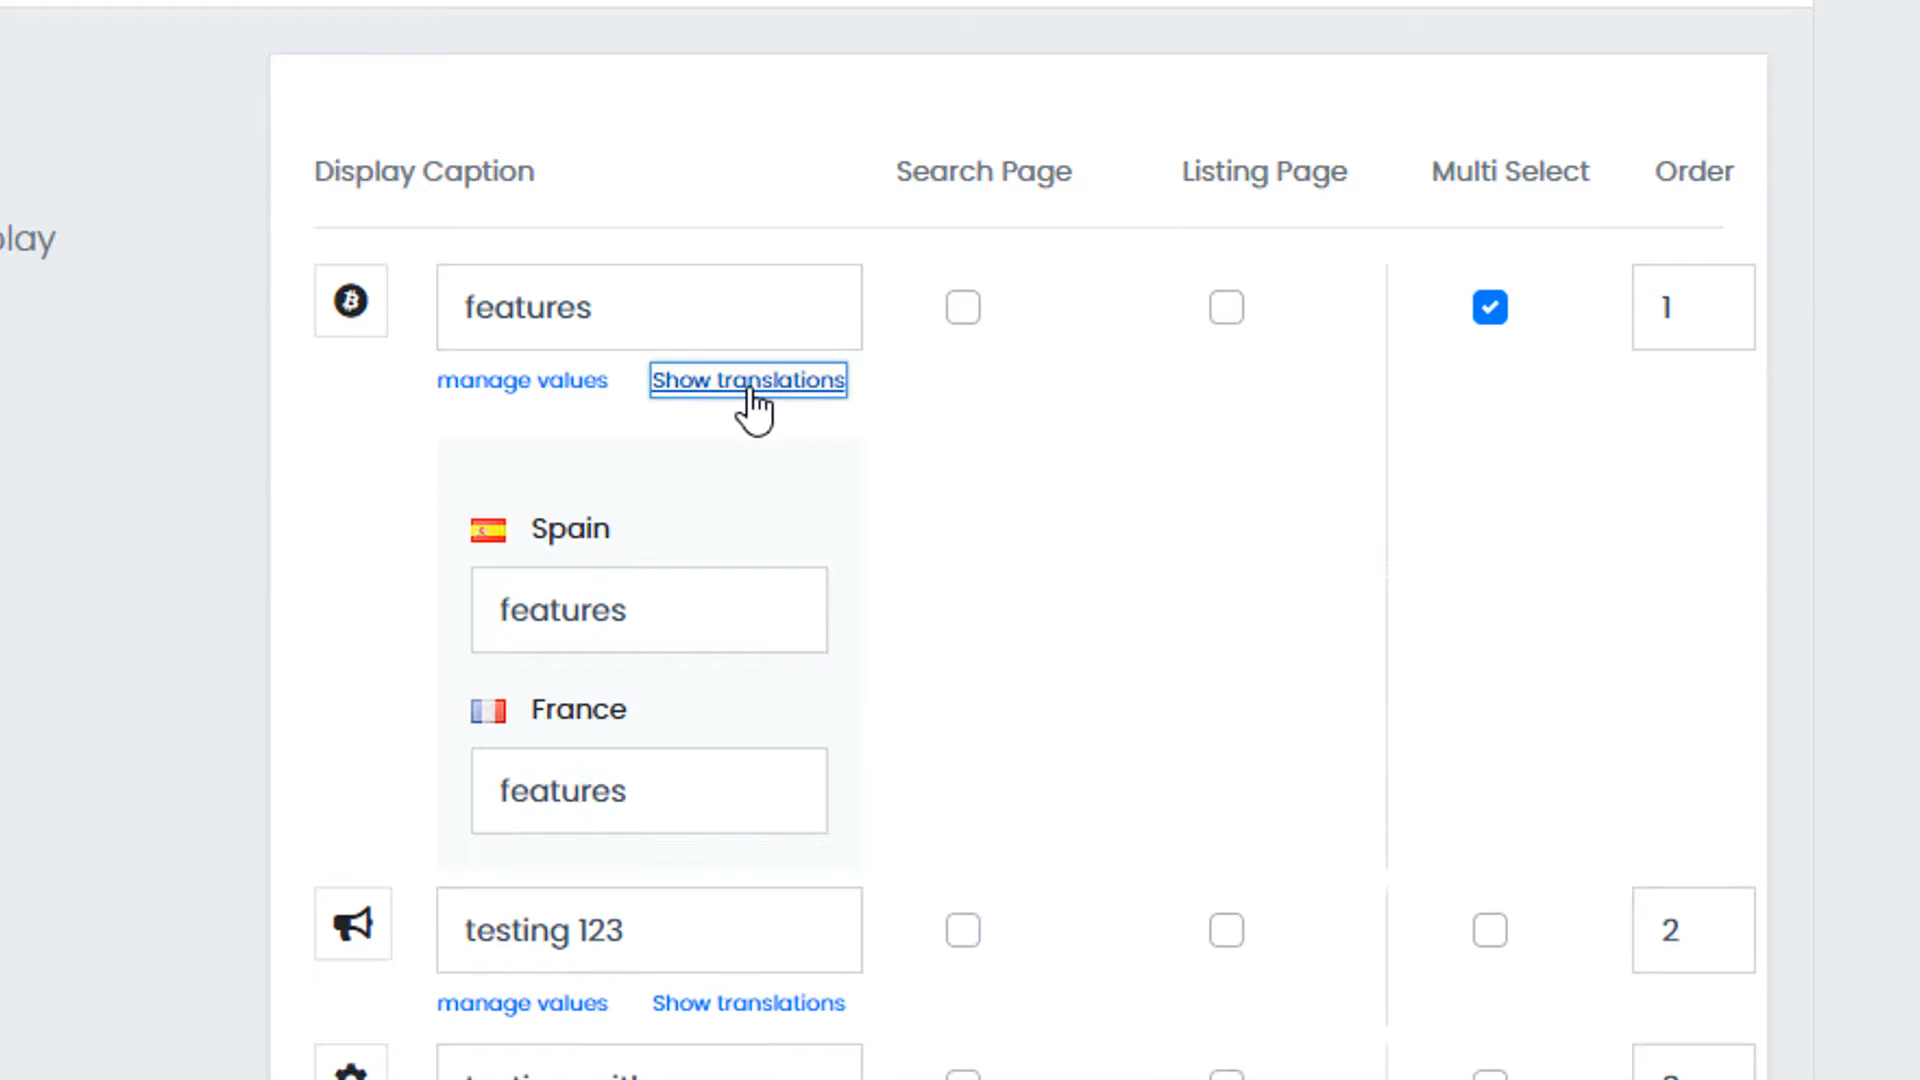 Display Caption Search Page Listing Page Multi Select Order
features 1
manage values Show translations
Spain
features
France
features
testing 123 2
manage values Show translations